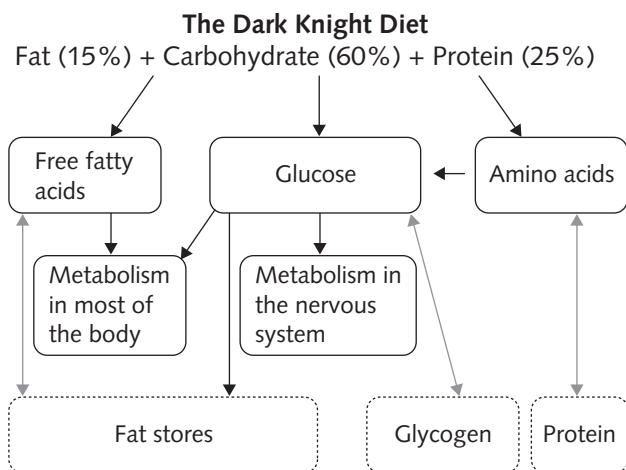 The Dark Knight Diet
Fat (15%) + Carbohydrate (60%) + Protein (25%)
Free fatty
acids
Glucose
Amino acids
Metabolism
in most of
the body
Metabolism in
the nervous
system
Fat stores
Glycogen
Protein